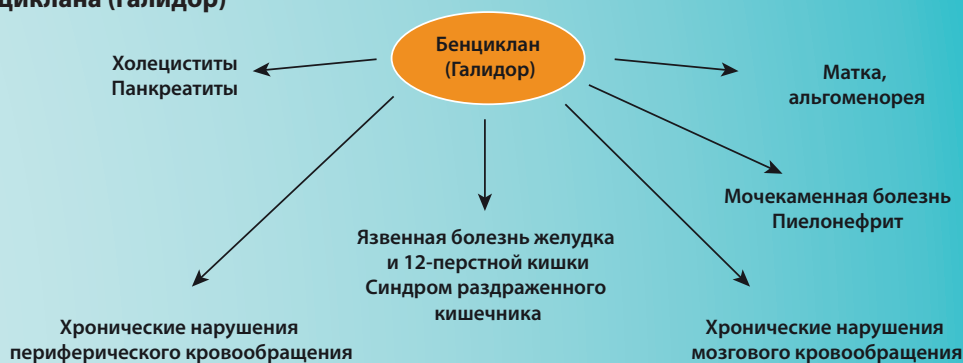 (Галидор)
Бенциклан
(Галидор)
Холециститы
Панкреатиты
Матка,
альгоменорея
Мочекаменная болезнь
Пиелонефрит
Язвенная болезнь желудка
и 12-перстной кишки
Синдром раздраженного
кишечника
Хронические нарушения
периферического кровообращения
Хронические нарушения
мозгового кровообращения